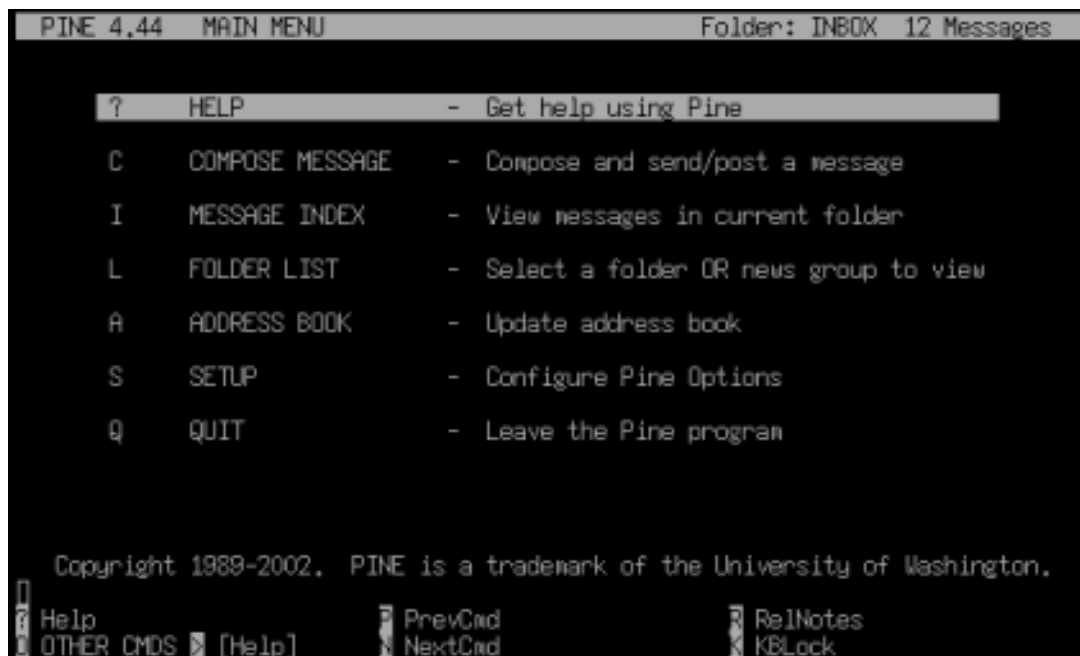 PINE 4.44   MAIN MENU                    Folder: INBOX  12 Messages
?     HELP               -  Get help using Pine
C     COMPOSE MESSAGE    -  Compose and send/post a message
I     MESSAGE INDEX      -  View messages in current folder
L     FOLDER LIST        -  Select a folder OR news group to view
A     ADDRESS BOOK       -  Update address book
S     SETUP              -  Configure Pine Options
Q     QUIT               -  Leave the Pine program
Copyright 1989-2002.  PINE is a trademark of the University of Washington.
? Help                     P PrevCmd                 R RelNotes
O OTHER CMDS > [Help]      N NextCmd                 K KBLock